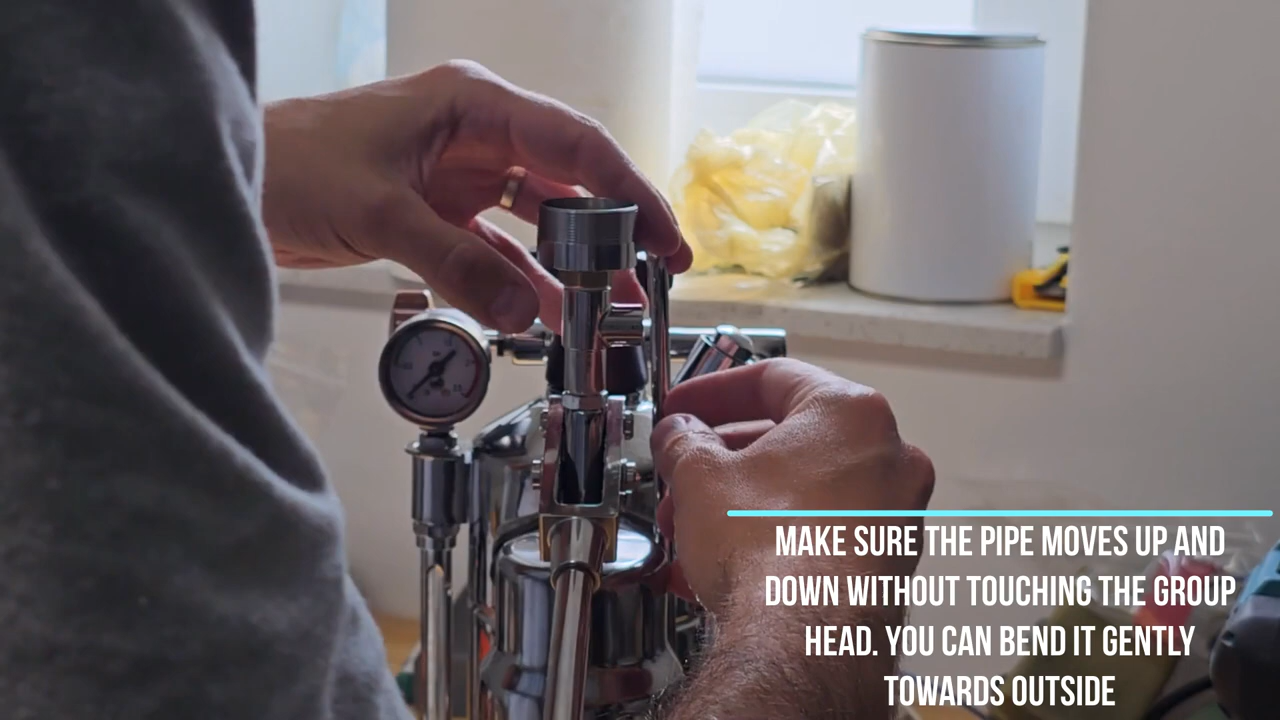 MAKE SURE THE PIPE MOVES UP AND
DOWN WITHOUT TOUCHING THE GROUP
HEAD. YOU CAN BEND IT GENTLY
TOWARDS OUTSIDE